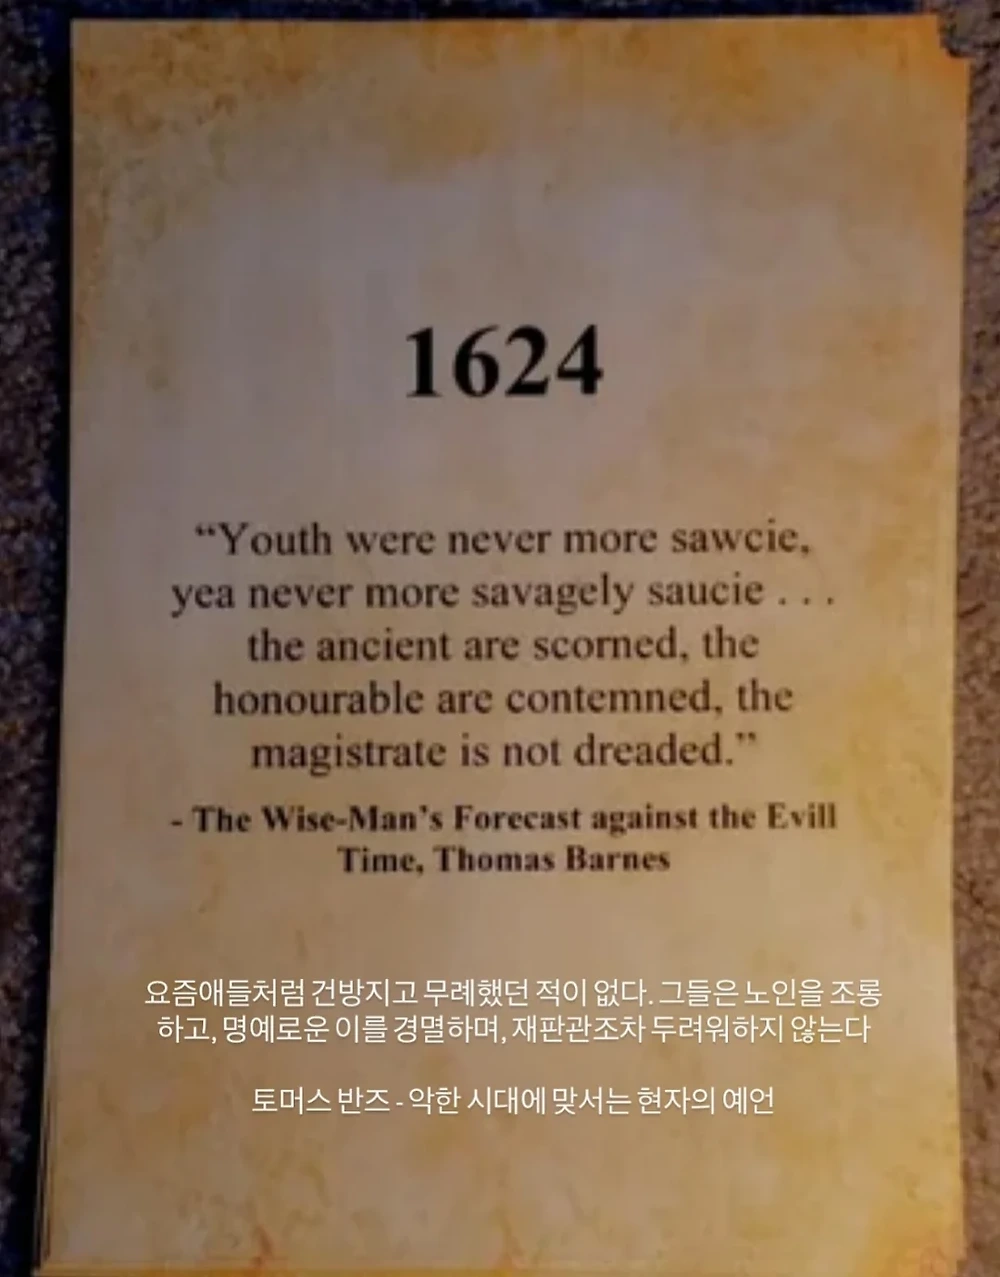 1624
“Youth were never more sawcie,
yea never more savagely saucie . . .
the ancient are scorned, the
honourable are contemned, the
magistrate is not dreaded.”
- The Wise-Man’s Forecast against the Evill
Time, Thomas Barnes
요즘애들처럼 건방지고 무례했던 적이 없다. 그들은 노인을 조롱
하고, 명예로운 이를 경멸하며, 재판관조차 두려워하지 않는다
토머스 반즈 - 악한 시대에 맞서는 현자의 예언